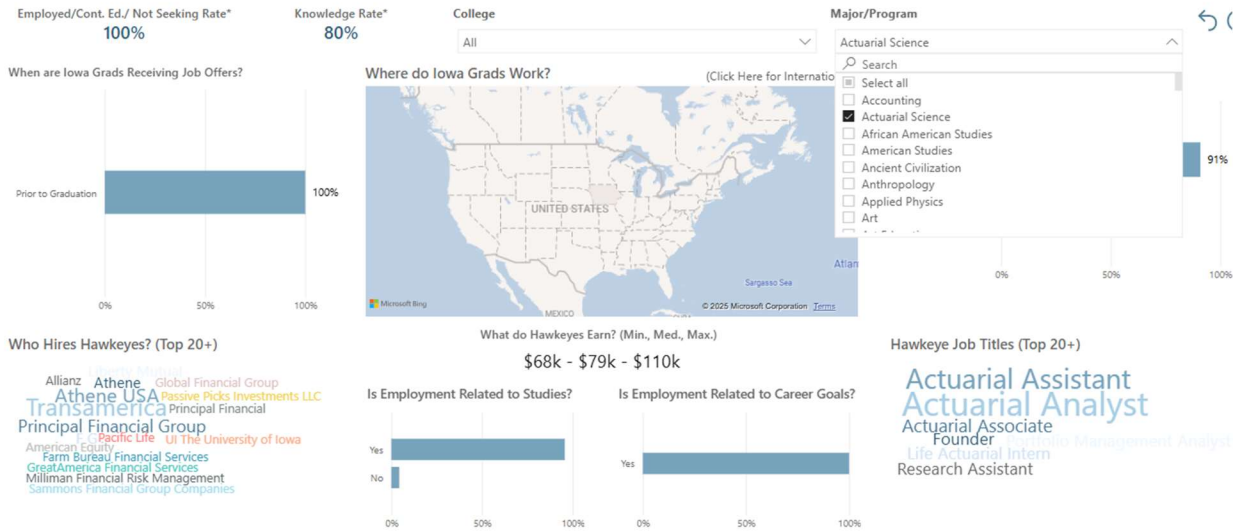 Employed/Cont. Ed./ Not Seeking Rate*
100%
Knowledge Rate*
80%
College
All
Major/Program
Actuarial Science
Search
Select all
Accounting
Actuarial Science
African American Studies
American Studies
Ancient Civilization
Anthropology
Applied Physics
Art
When are Iowa Grads Receiving Job Offers?
Prior to Graduation
100%
0%
50%
100%
Where do Iowa Grads Work?
(Click Here for Internatio
UNITED STATES
MEXICO
Atlan
Sargasso Sea
Microsoft Bing
© 2025 Microsoft Corporation
Terms
91%
0%
50%
100%
Who Hires Hawkeyes? (Top 20+)
Liberty Mutual
Allianz
Athene
Global Financial Group
Athene USA
Passive Picks Investments LLC
Transamerica
Principal Financial
Principal Financial Group
Pacific Life
UI The University of Iowa
American Equity
Farm Bureau Financial Services
GreatAmerica Financial Services
Milliman Financial Risk Management
Sammons Financial Group Companies
What do Hawkeyes Earn? (Min., Med., Max.)
$68k - $79k - $110k
Is Employment Related to Studies?
Yes
No
0%
50%
100%
Is Employment Related to Career Goals?
Yes
0%
50%
100%
Hawkeye Job Titles (Top 20+)
Actuarial Assistant
Actuarial Analyst
Actuarial Associate
Founder
Portfolio Management Analyst
Life Actuarial Intern
Research Assistant